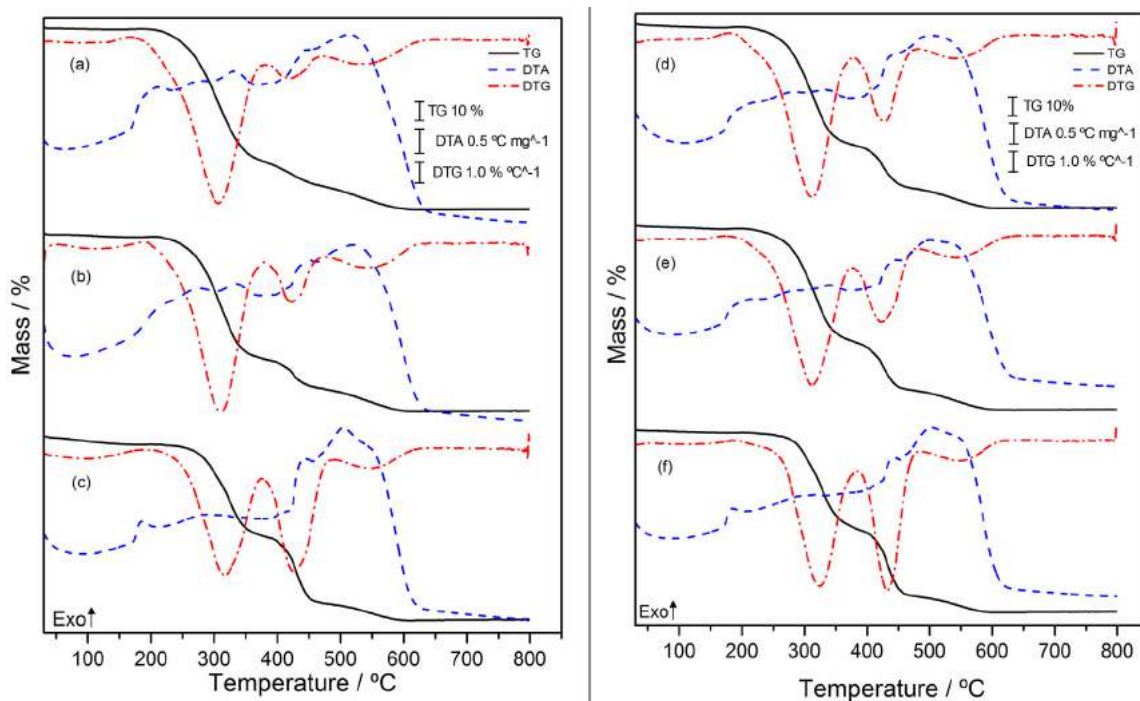 (a)
TG
DTA
DTG
TG 10 %
DTA 0.5 ºC mg^-1
DTG 1.0 % ºC^-1
(b)
(c)
Exo↑
Mass / %
100 200 300 400 500 600 700 800
Temperature / ºC
(d)
TG
DTA
DTG
TG 10%
DTA 0.5 ºC mg^-1
DTG 1.0 % ºC^-1
(e)
(f)
Exo↑
Mass / %
100 200 300 400 500 600 700 800
Temperature / ºC